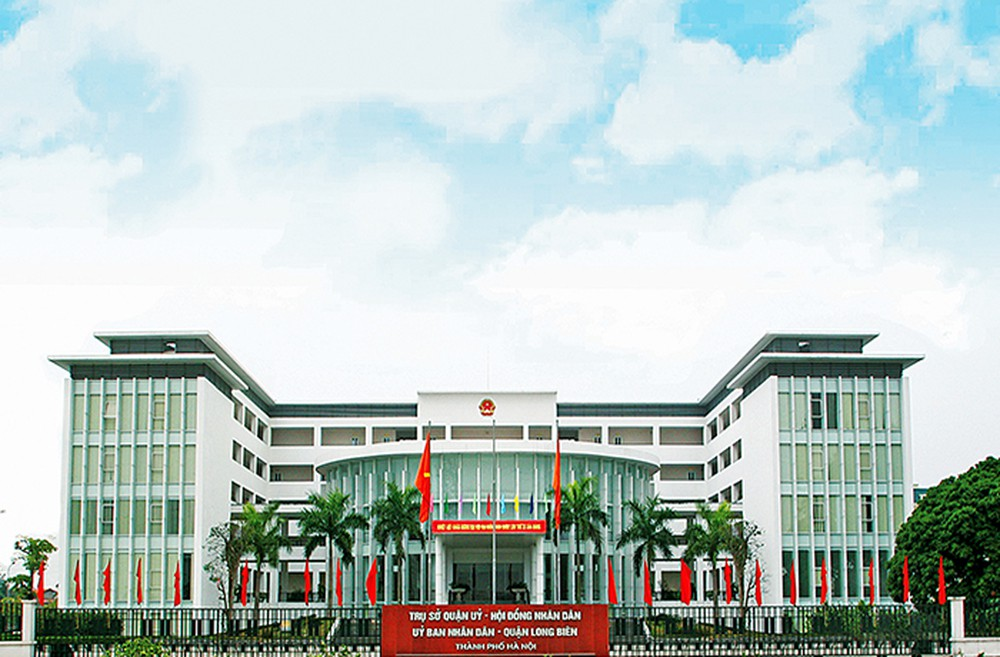 TRỤ SỞ QUẬN UỶ - HỘI ĐỒNG NHÂN DÂN
UỶ BAN NHÂN DÂN - QUẬN LONG BIÊN
THÀNH PHỐ HÀ NỘI